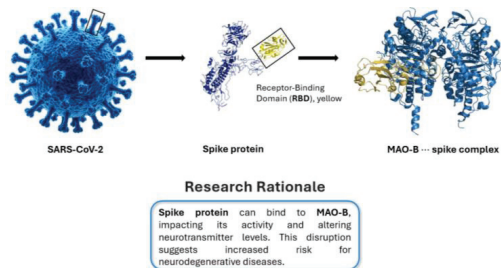 Receptor-Binding
Domain (RBD), yellow
SARS-CoV-2
Spike protein
MAO-B ··· spike complex
Research Rationale
Spike protein can bind to MAO-B,
impacting its activity and altering
neurotransmitter levels. This disruption
suggests increased risk for
neurodegenerative diseases.